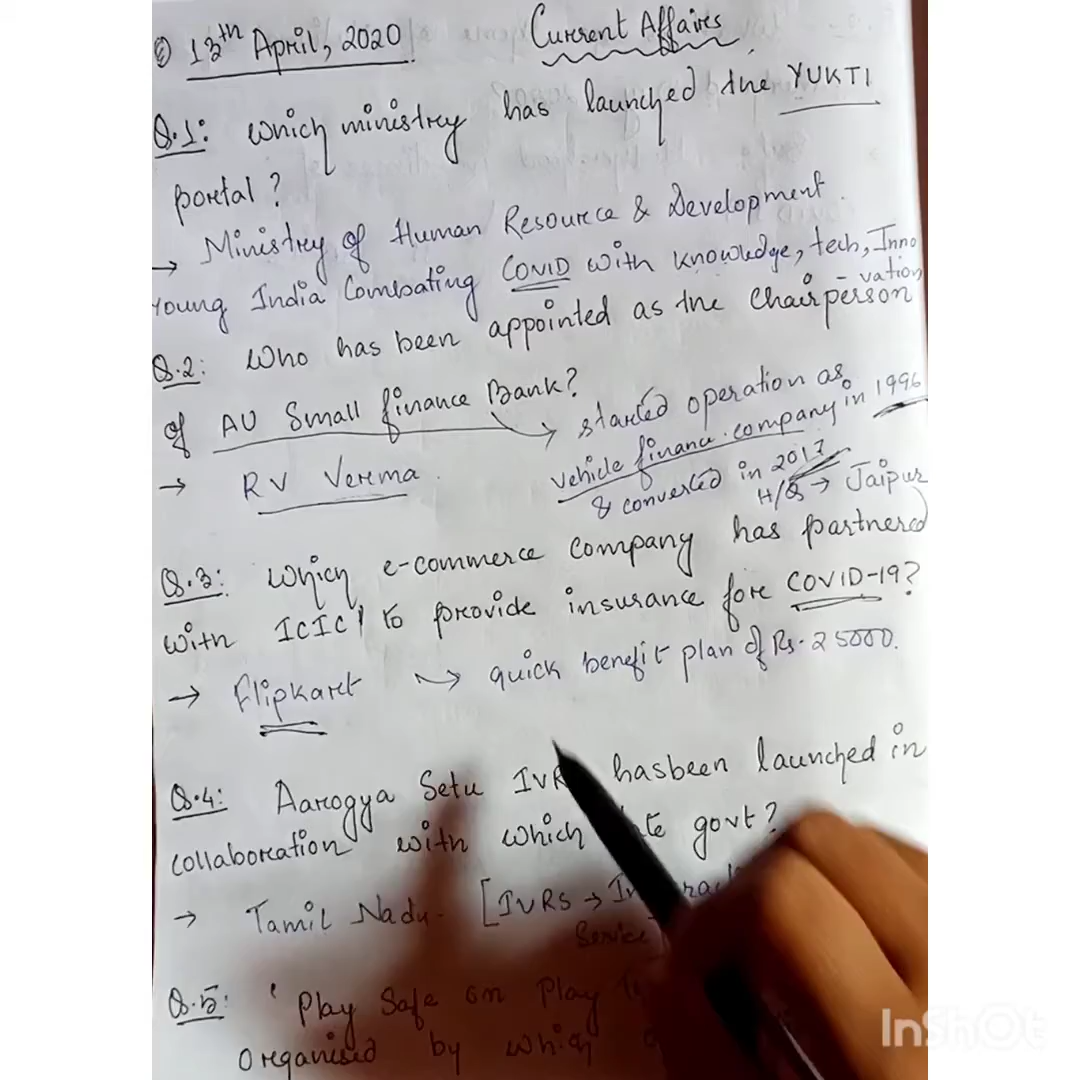 ⑥ 13th April, 2020 Current Affaires
Q.1: Which ministry has launched the YUKTI
portal?
→ Ministry of Human Resource & Development.
Young India Combating COVID with knowledge, tech, Inno
- vation
Q.2: Who has been appointed as the Chairperson
of AU Small finance Bank?
→ started operation as
vehicle finance company in 1996
& converted in 2017
H/Q → Jaipur
→ RV Verma.
Q.3: Which e-commerce company has partnered
with ICICI to provide insurance for COVID-19?
→ Flipkart → quick benefit plan of Rs. 25000.
Q.4: Aarogya Setu IVR hasbeen launched in
collaboration with which govt?
→ Tamil Nadu. [IVRS →
Service
Q.5: 'Play Safe on Play
Organised by which
InShOt